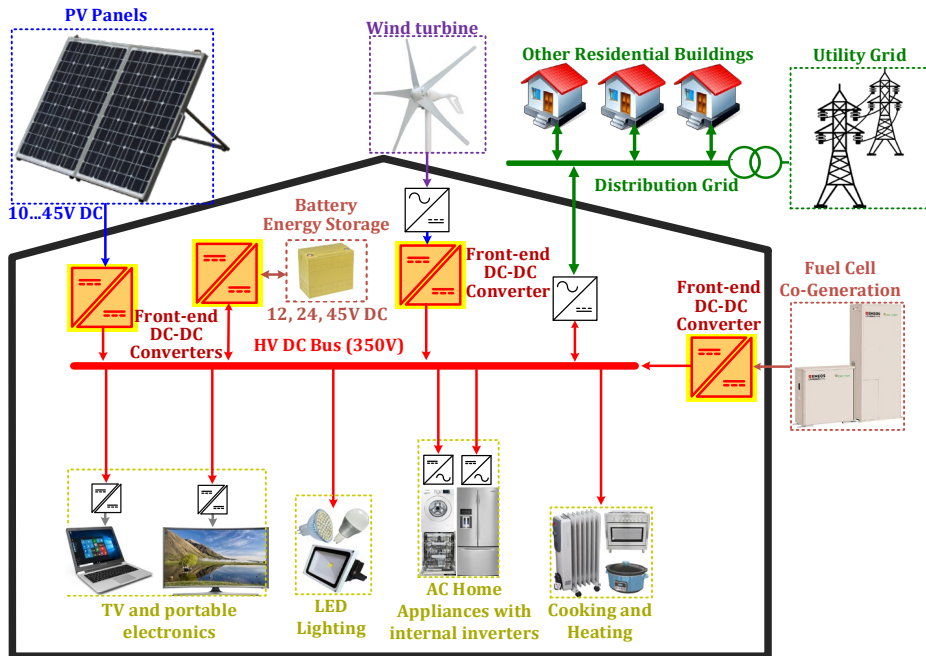 PV Panels
Wind turbine
Other Residential Buildings
Utility Grid
Distribution Grid
10...45V DC
Battery
Energy Storage
12, 24, 45V DC
Front-end
DC-DC
Converter
Front-end
DC-DC
Converters
Front-end
DC-DC
Converter
Fuel Cell
Co-Generation
HV DC Bus (350V)
TV and portable
electronics
LED
Lighting
AC Home
Appliances with
internal inverters
Cooking and
Heating